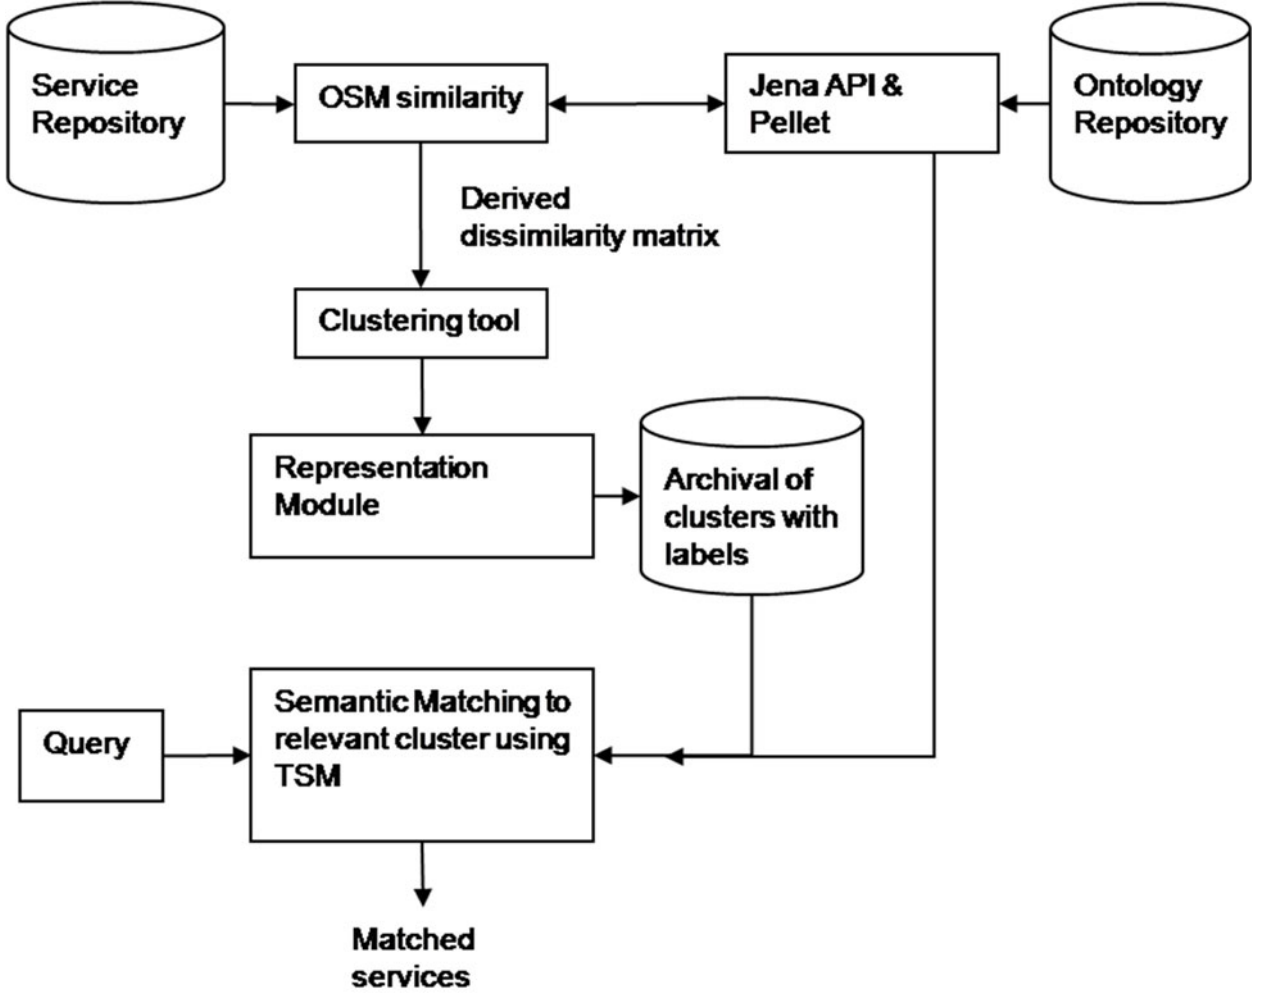 Service
Repository
OSM similarity
Jena API &
Pellet
Ontology
Repository
Derived
dissimilarity matrix
Clustering tool
Representation
Module
Archival of
clusters with
labels
Query
Semantic Matching to
relevant cluster using
TSM
Matched
services